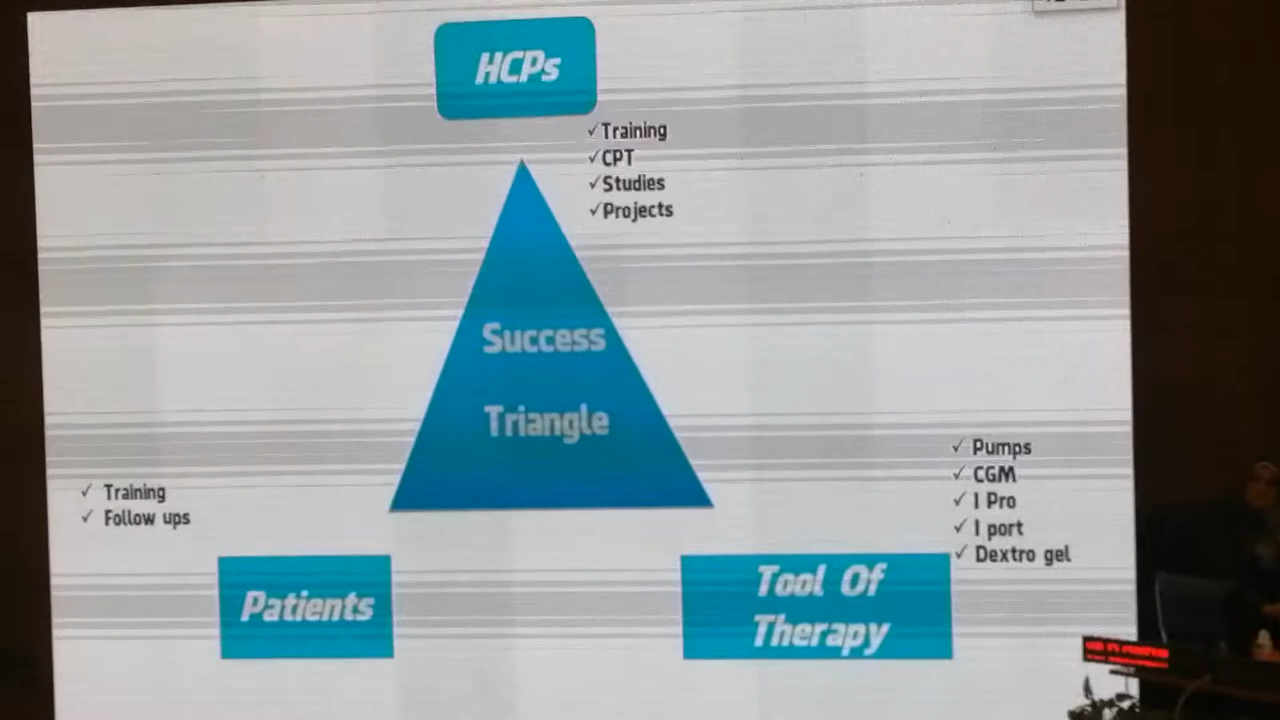 HCPs
✓Training
✓CPT
✓Studies
✓Projects
Success
Triangle
✓ Training
✓ Follow ups
Patients
✓ Pumps
✓ CGM
✓ I Pro
✓ I port
✓ Dextro gel
Tool Of
Therapy